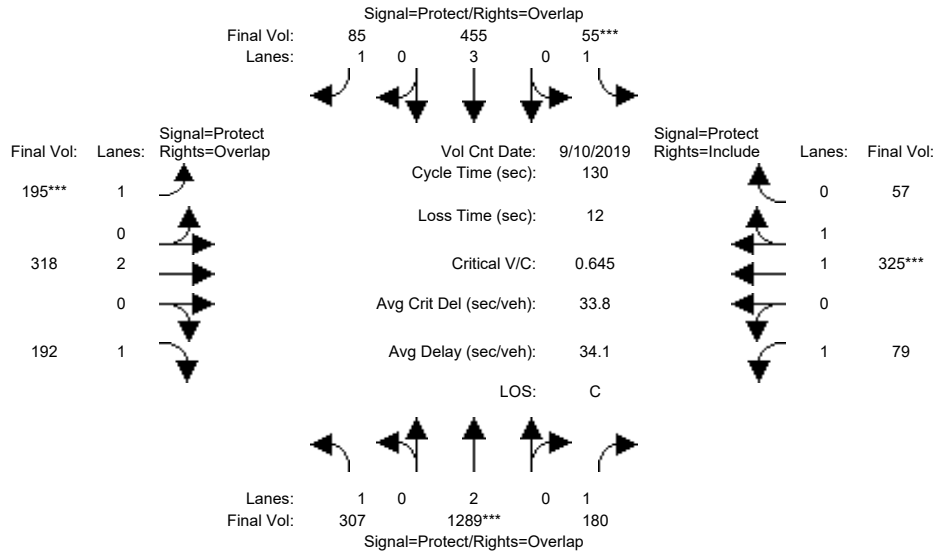 Signal=Protect/Rights=Overlap
Final Vol: 85 455 55***
Lanes: 1 0 3 0 1
Signal=Protect Signal=Protect
Final Vol: Lanes: Rights=Overlap Vol Cnt Date: 9/10/2019 Rights=Include Lanes: Final Vol:
Cycle Time (sec): 130
195*** 1 0 57
Loss Time (sec): 12
0 1
318 2 Critical V/C: 0.645 1 325***
0 Avg Crit Del (sec/veh): 33.8 0
192 1 Avg Delay (sec/veh): 34.1 1 79
LOS: C
Lanes: 1 0 2 0 1
Final Vol: 307 1289*** 180
Signal=Protect/Rights=Overlap